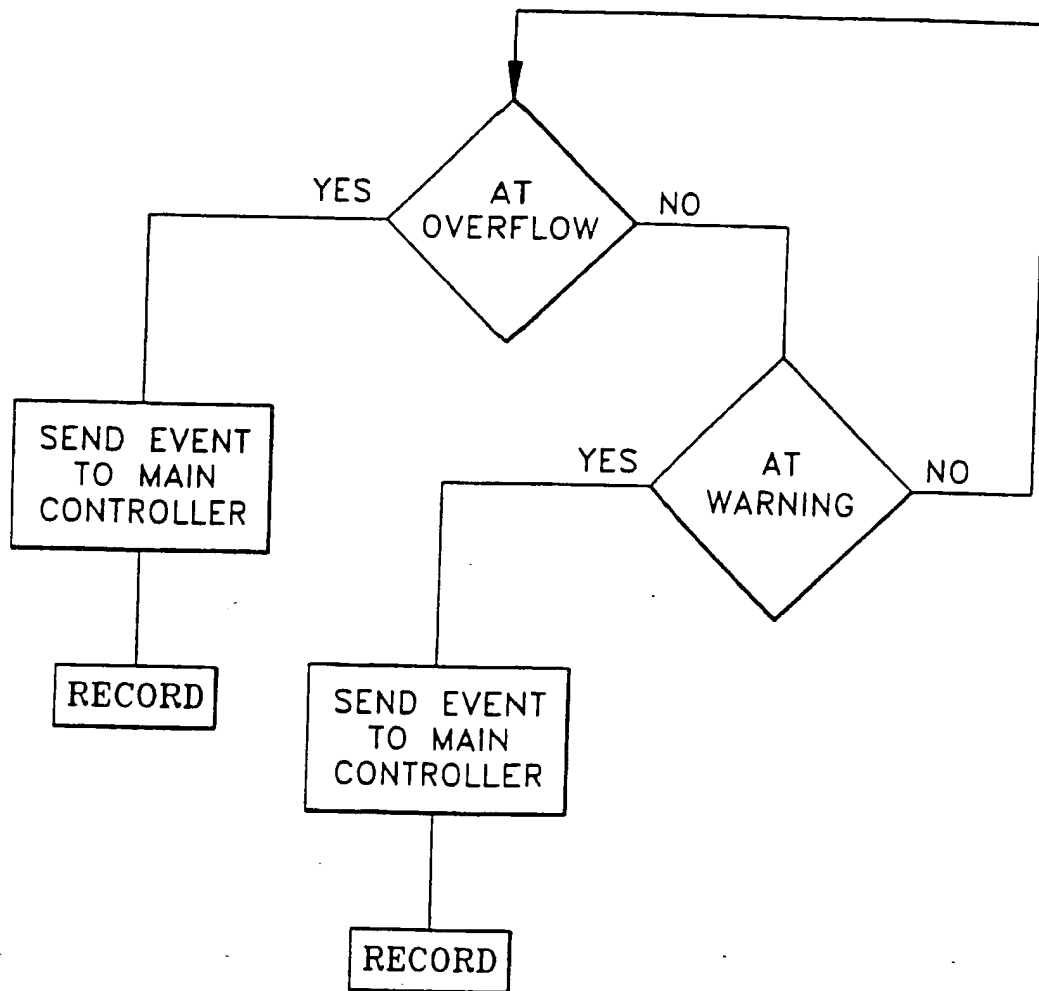 YES
AT
OVERFLOW
NO
SEND EVENT
TO MAIN
CONTROLLER
YES
AT
WARNING
NO
RECORD
SEND EVENT
TO MAIN
CONTROLLER
RECORD